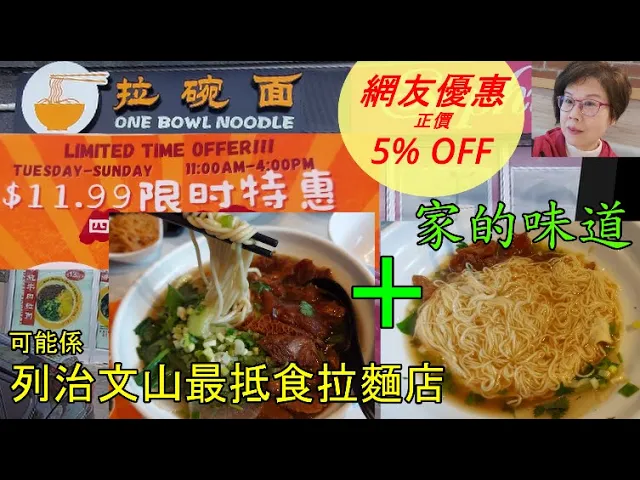 拉碗面
ONE BOWL NOODLE
網友優惠
正價
5% OFF
LIMITED TIME OFFER!!!
TUESDAY-SUNDAY 11:00AM-4:00PM
$11.99限时特惠
四
家的味道
+
可能係
列治文山最抵食拉麵店